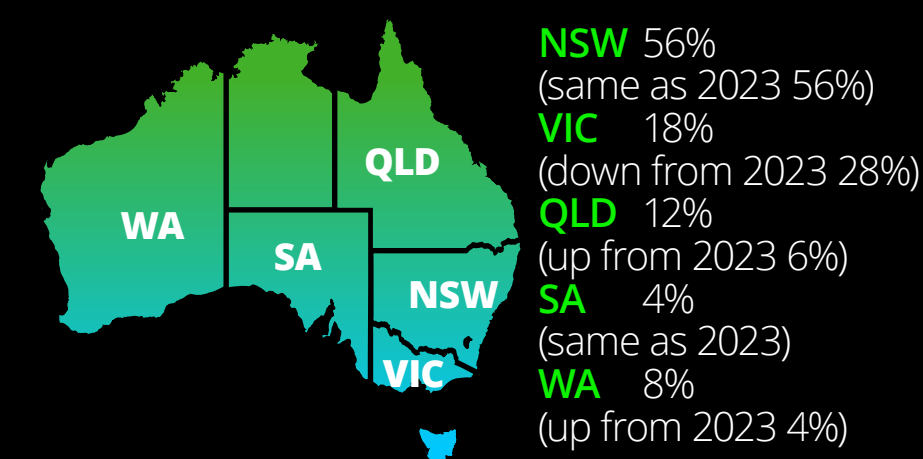 WA
SA
QLD
NSW
VIC
NSW 56%
(same as 2023 56%)
VIC 18%
(down from 2023 28%)
QLD 12%
(up from 2023 6%)
SA 4%
(same as 2023)
WA 8%
(up from 2023 4%)